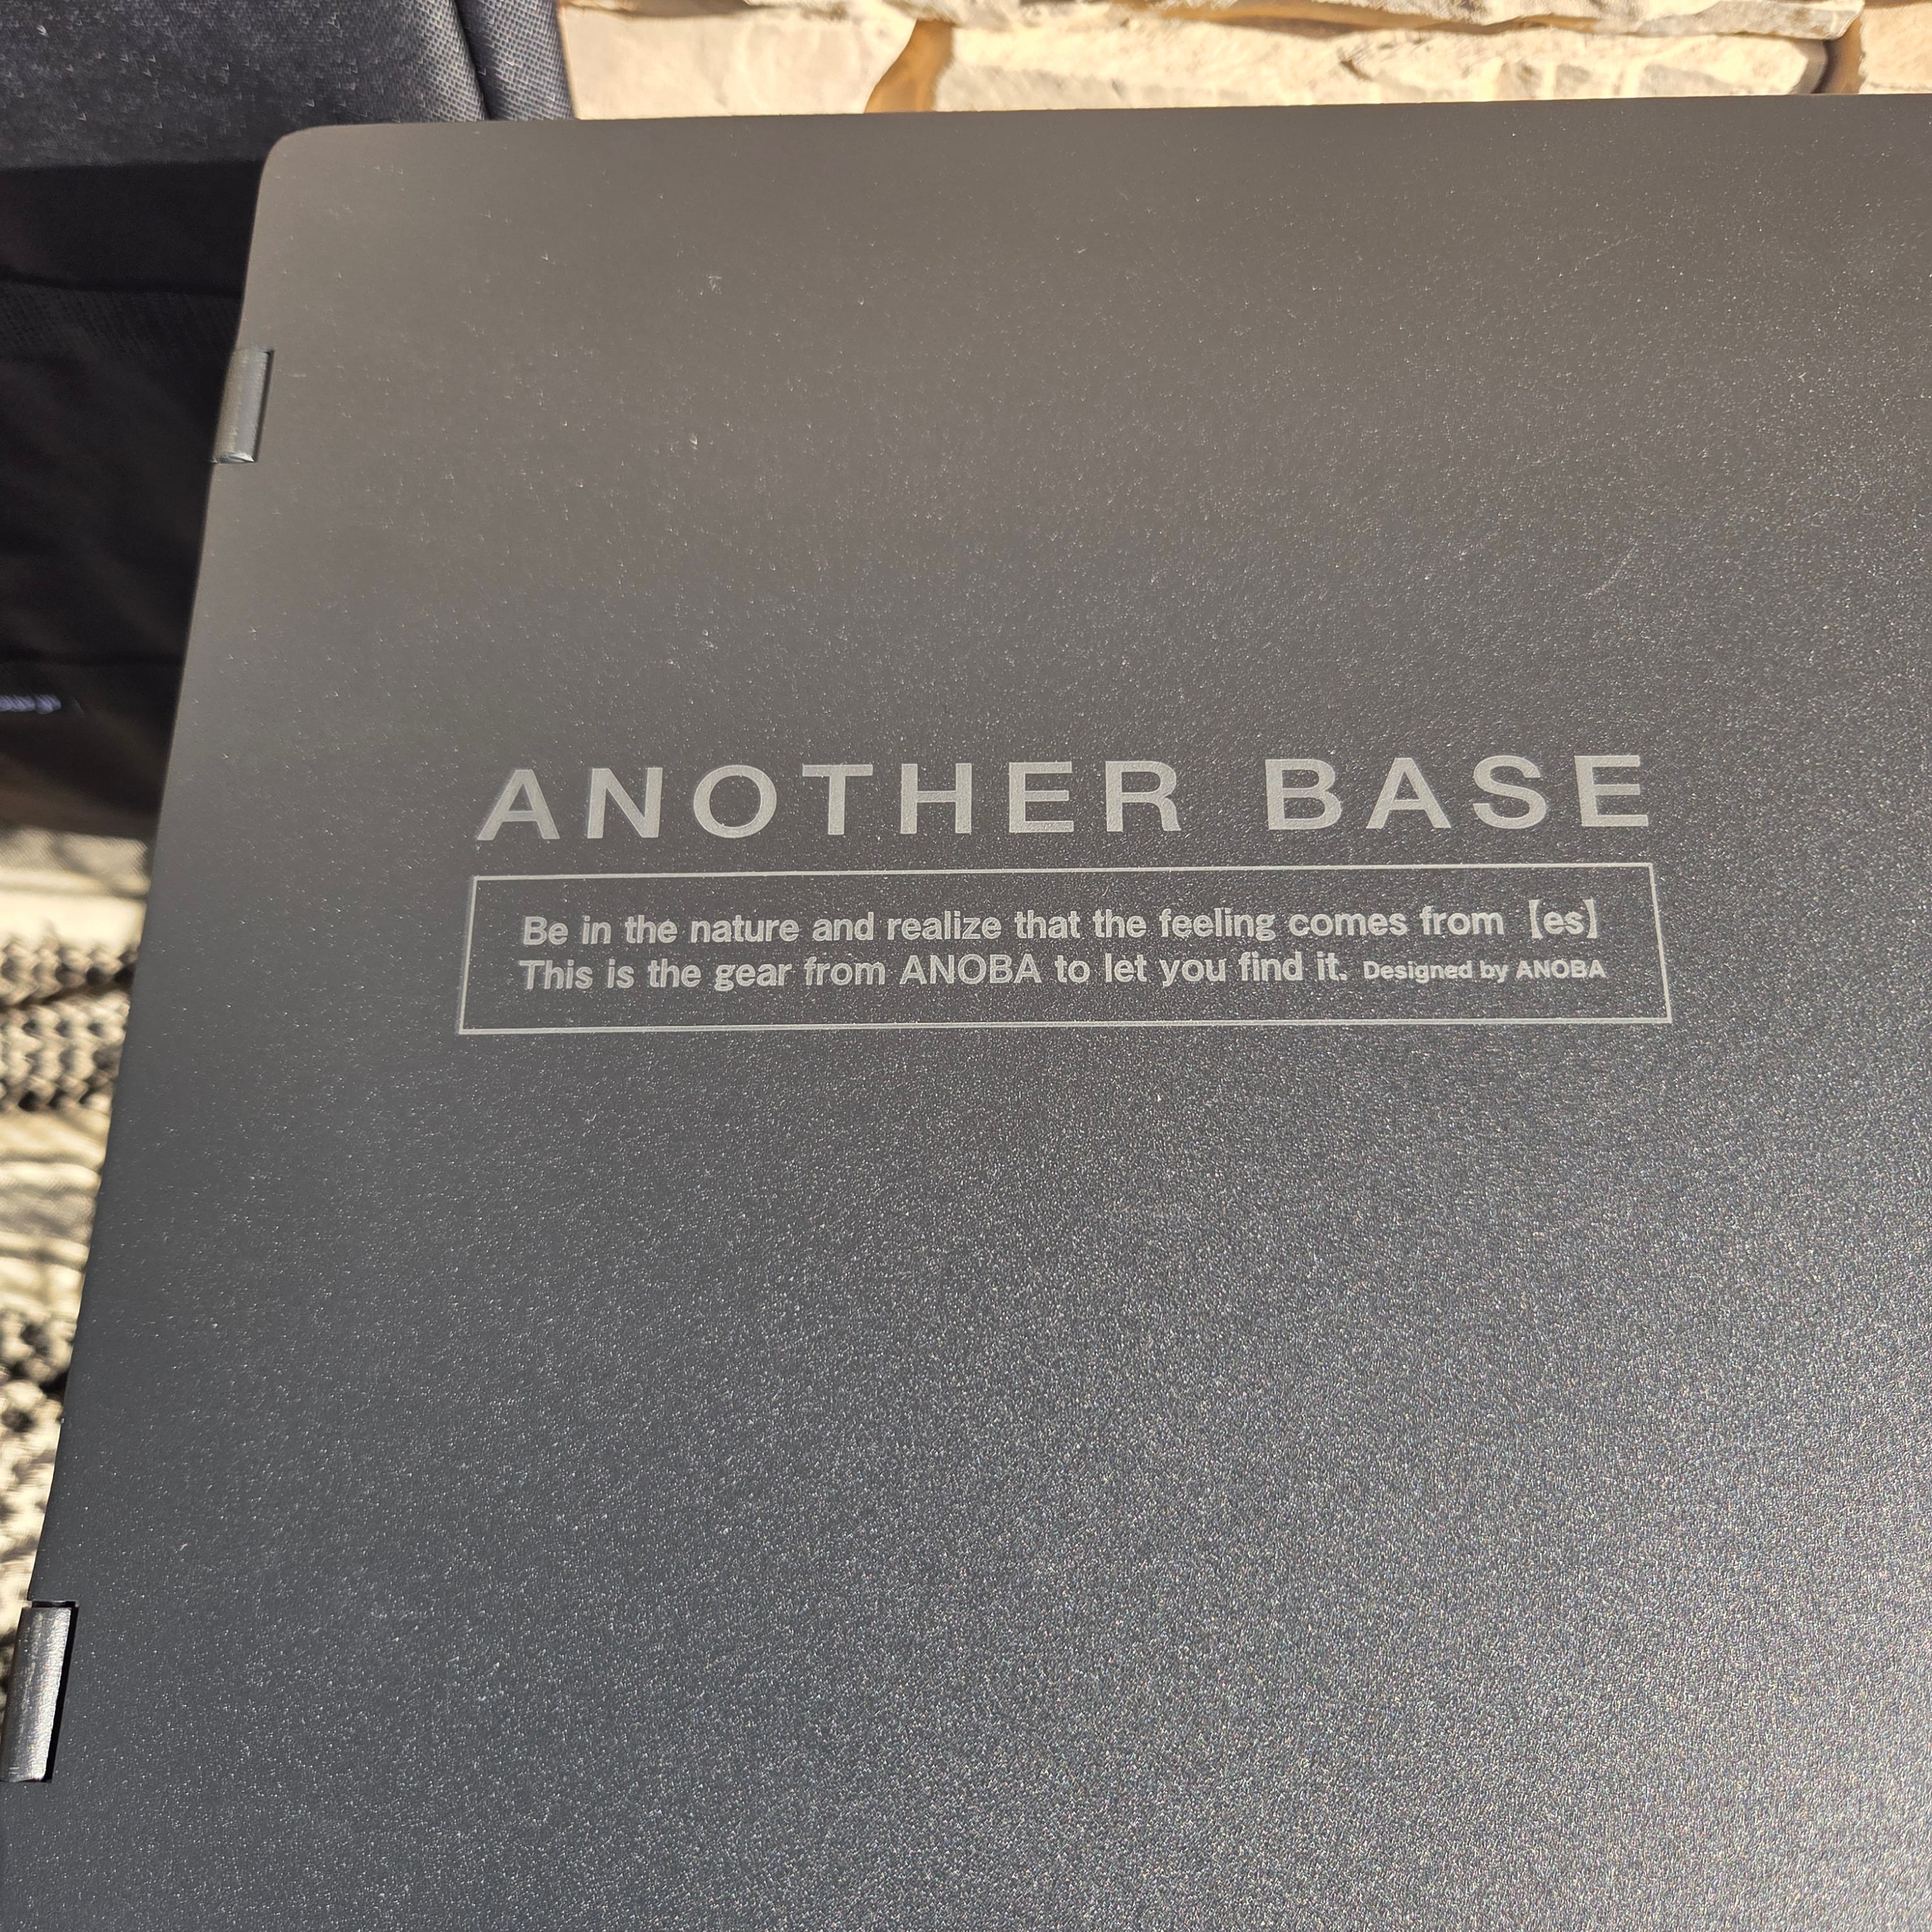 ANOTHER BASE
Be in the nature and realize that the feeling comes from【es】
This is the gear from ANOBA to let you find it. Designed by ANOBA